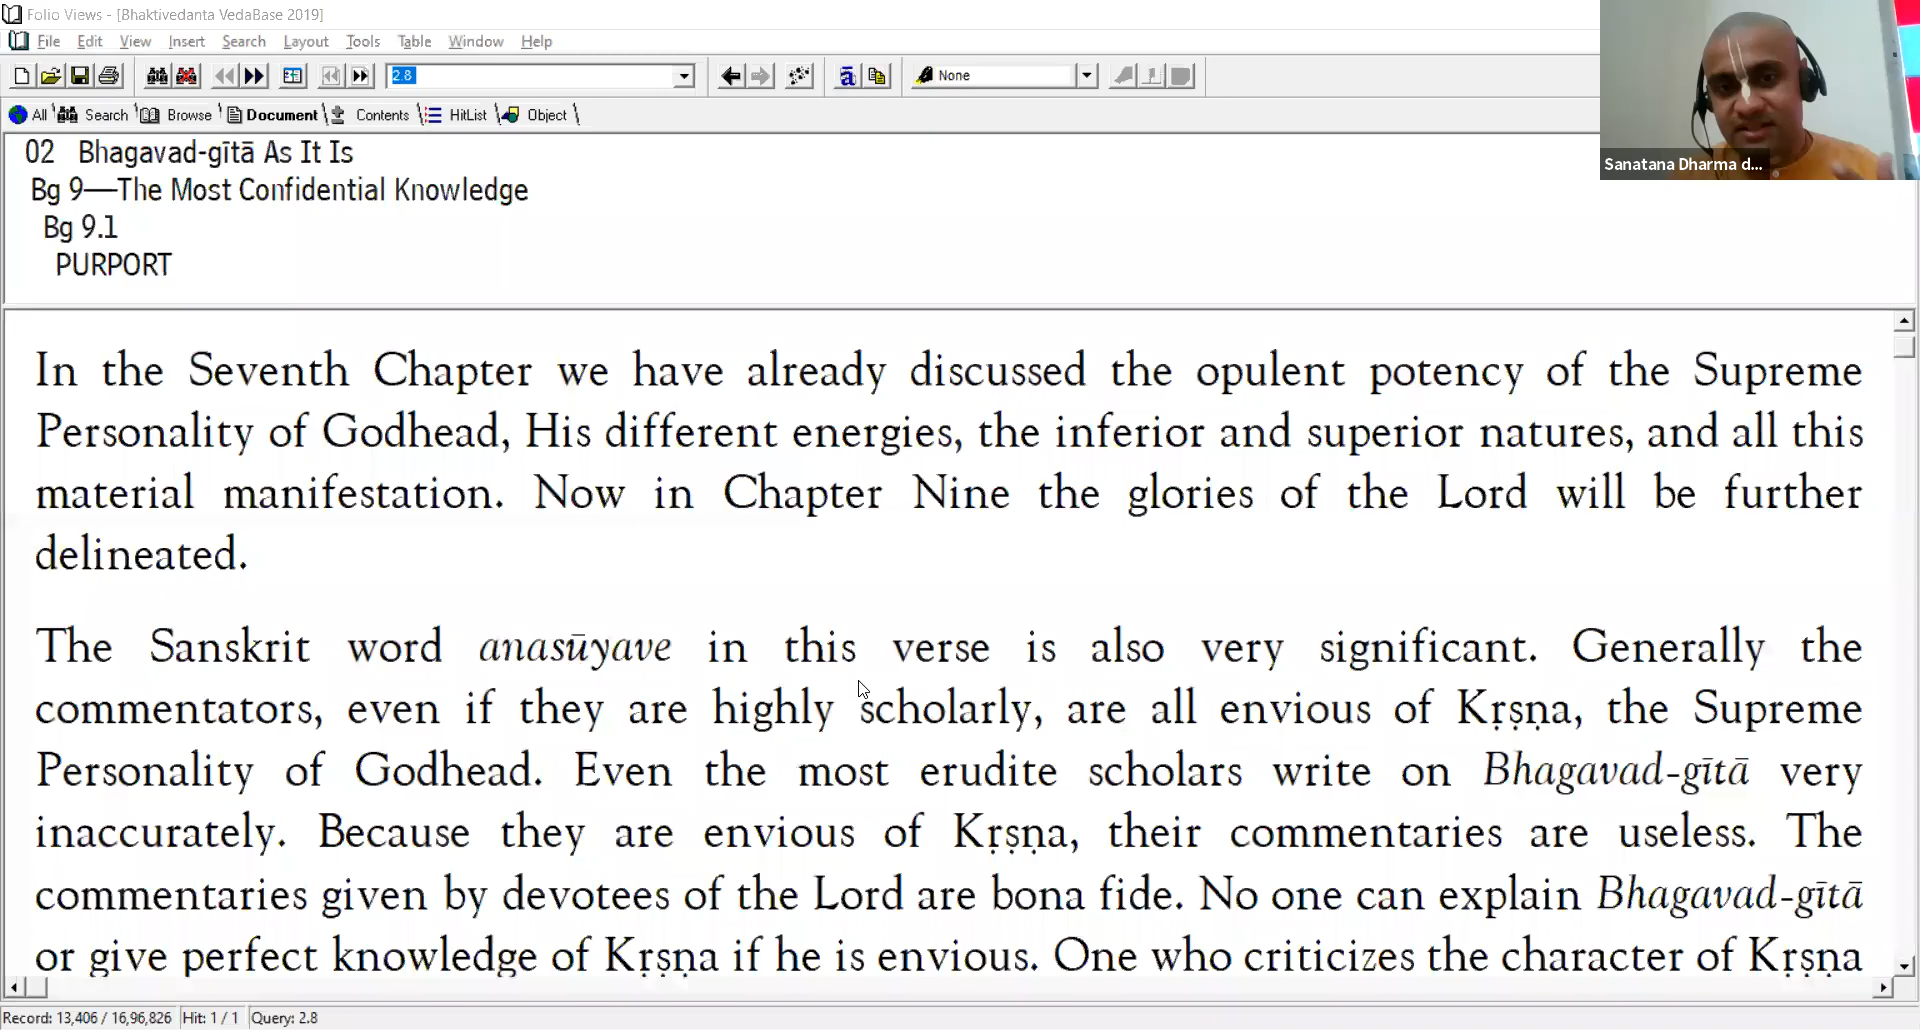 Folio Views - [Bhaktivedanta VedaBase 2019]
File Edit View Insert Search Layout Tools Table Window Help
2.8 None
All Search Browse Document Contents HitList Object
Sanatana Dharma d...
02 Bhagavad-gītā As It Is
Bg 9—The Most Confidential Knowledge
Bg 9.1
PURPORT
In the Seventh Chapter we have already discussed the opulent potency of the Supreme
Personality of Godhead, His different energies, the inferior and superior natures, and all this
material manifestation. Now in Chapter Nine the glories of the Lord will be further
delineated.
The Sanskrit word anasūyave in this verse is also very significant. Generally the
commentators, even if they are highly scholarly, are all envious of Kṛṣṇa, the Supreme
Personality of Godhead. Even the most erudite scholars write on Bhagavad-gītā very
inaccurately. Because they are envious of Kṛṣṇa, their commentaries are useless. The
commentaries given by devotees of the Lord are bona fide. No one can explain Bhagavad-gītā
or give perfect knowledge of Kṛṣṇa if he is envious. One who criticizes the character of Kṛṣṇa
Record: 13,406 / 16,96,826 Hit: 1 / 1 Query: 2.8